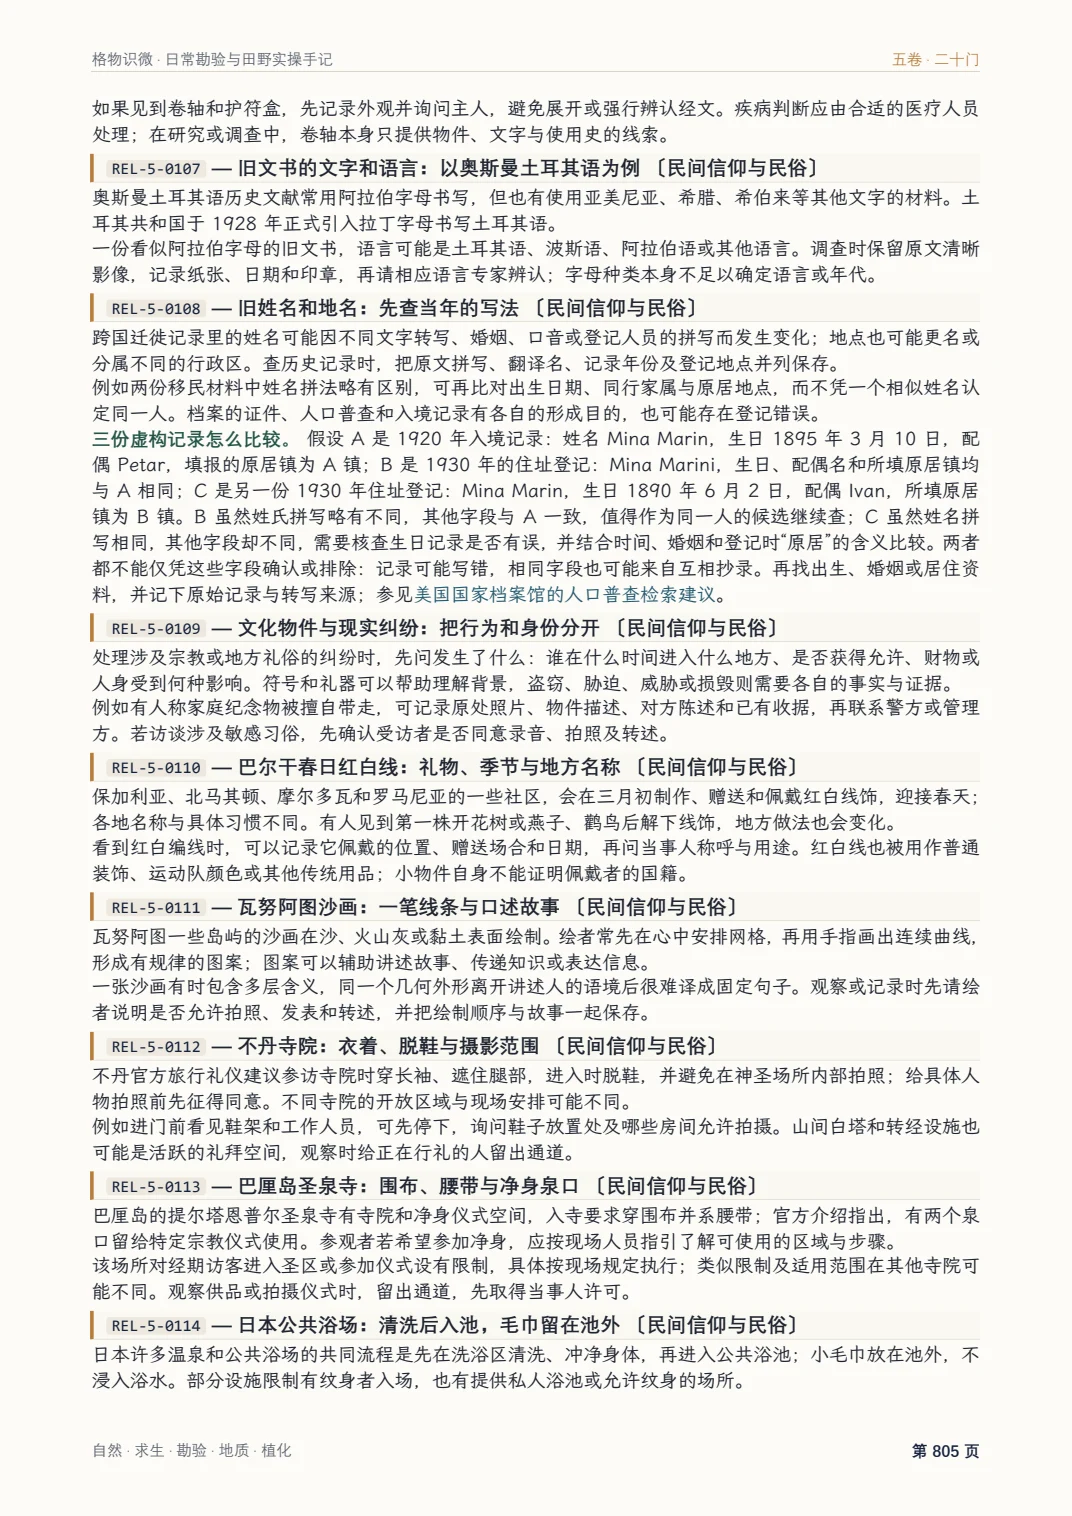 格物识微 · 日常勘验与田野实操手记
五卷 · 二十门
如果见到卷轴和护符盒，先记录外观并询问主人，避免展开或强行辨认经文。疾病判断应由合适的医疗人员
处理；在研究或调查中，卷轴本身只提供物件、文字与使用史的线索。
REL-5-0107 — 旧文书的文字和语言：以奥斯曼土耳其语为例 〔民间信仰与民俗〕
奥斯曼土耳其语历史文献常用阿拉伯字母书写，但也有使用亚美尼亚、希腊、希伯来等其他文字的材料。土
耳其共和国于 1928 年正式引入拉丁字母书写土耳其语。
一份看似阿拉伯字母的旧文书，语言可能是土耳其语、波斯语、阿拉伯语或其他语言。调查时保留原文清晰
影像，记录纸张、日期和印章，再请相应语言专家辨认；字母种类本身不足以确定语言或年代。
REL-5-0108 — 旧姓名和地名：先查当年的写法 〔民间信仰与民俗〕
跨国迁徙记录里的姓名可能因不同文字转写、婚姻、口音或登记人员的拼写而发生变化；地点也可能更名或
分属不同的行政区。查历史记录时，把原文拼写、翻译名、记录年份及登记地点并列保存。
例如两份移民材料中姓名拼法略有区别，可再比对出生日期、同行家属与原居地点，而不凭一个相似姓名认
定同一人。档案的证件、人口普查和入境记录有各自的形成目的，也可能存在登记错误。
三份虚构记录怎么比较。 假设 A 是 1920 年入境记录：姓名 Mina Marin，生日 1895 年 3 月 10 日，配
偶 Petar，填报的原居镇为 A 镇；B 是 1930 年的住址登记：Mina Marini，生日、配偶名和所填原居镇均
与 A 相同；C 是另一份 1930 年住址登记：Mina Marin，生日 1890 年 6 月 2 日，配偶 Ivan，所填原居
镇为 B 镇。B 虽然姓氏拼写略有不同，其他字段与 A 一致，值得作为同一人的候选继续查；C 虽然姓名拼
写相同，其他字段却不同，需要核查生日记录是否有误，并结合时间、婚姻和登记时“原居”的含义比较。两者
都不能仅凭这些字段确认或排除：记录可能写错，相同字段也可能来自互相抄录。再找出生、婚姻或居住资
料，并记下原始记录与转写来源；参见美国国家档案馆的人口普查检索建议。
REL-5-0109 — 文化物件与现实纠纷：把行为和身份分开 〔民间信仰与民俗〕
处理涉及宗教或地方礼俗的纠纷时，先问发生了什么：谁在什么时间进入什么地方、是否获得允许、财物或
人身受到何种影响。符号和礼器可以帮助理解背景，盗窃、胁迫、威胁或损毁则需要各自的事实与证据。
例如有人称家庭纪念物被擅自带走，可记录原处照片、物件描述、对方陈述和已有收据，再联系警方或管理
方。若访谈涉及敏感习俗，先确认受访者是否同意录音、拍照及转述。
REL-5-0110 — 巴尔干春日红白线：礼物、季节与地方名称 〔民间信仰与民俗〕
保加利亚、北马其顿、摩尔多瓦和罗马尼亚的一些社区，会在三月初制作、赠送和佩戴红白线饰，迎接春天；
各地名称与具体习惯不同。有人见到第一株开花树或燕子、鹳鸟后解下线饰，地方做法也会变化。
看到红白编线时，可以记录它佩戴的位置、赠送场合和日期，再问当事人称呼与用途。红白线也被用作普通
装饰、运动队颜色或其他传统用品；小物件自身不能证明佩戴者的国籍。
REL-5-0111 — 瓦努阿图沙画：一笔线条与口述故事 〔民间信仰与民俗〕
瓦努阿图一些岛屿的沙画在沙、火山灰或黏土表面绘制。绘者常先在心中安排网格，再用手指画出连续曲线，
形成有规律的图案；图案可以辅助讲述故事、传递知识或表达信息。
一张沙画有时包含多层含义，同一个几何外形离开讲述人的语境后很难译成固定句子。观察或记录时先请绘
者说明是否允许拍照、发表和转述，并把绘制顺序与故事一起保存。
REL-5-0112 — 不丹寺院：衣着、脱鞋与摄影范围 〔民间信仰与民俗〕
不丹官方旅行礼仪建议参访寺院时穿长袖、遮住腿部，进入时脱鞋，并避免在神圣场所内部拍照；给具体人
物拍照前先征得同意。不同寺院的开放区域与现场安排可能不同。
例如进门前看见鞋架和工作人员，可先停下，询问鞋子放置处及哪些房间允许拍摄。山间白塔和转经设施也
可能是活跃的礼拜空间，观察时给正在行礼的人留出通道。
REL-5-0113 — 巴厘岛圣泉寺：围布、腰带与净身泉口 〔民间信仰与民俗〕
巴厘岛的提尔塔恩普尔圣泉寺有寺院和净身仪式空间，入寺要求穿围布并系腰带；官方介绍指出，有两个泉
口留给特定宗教仪式使用。参观者若希望参加净身，应按现场人员指引了解可使用的区域与步骤。
该场所对经期访客进入圣区或参加仪式设有限制，具体按现场规定执行；类似限制及适用范围在其他寺院可
能不同。观察供品或拍摄仪式时，留出通道，先取得当事人许可。
REL-5-0114 — 日本公共浴场：清洗后入池，毛巾留在池外 〔民间信仰与民俗〕
日本许多温泉和公共浴场的共同流程是先在洗浴区清洗、冲净身体，再进入公共浴池；小毛巾放在池外，不
浸入浴水。部分设施限制有纹身者入场，也有提供私人浴池或允许纹身的场所。
自然 · 求生 · 勘验 · 地质 · 植化
第 805 页